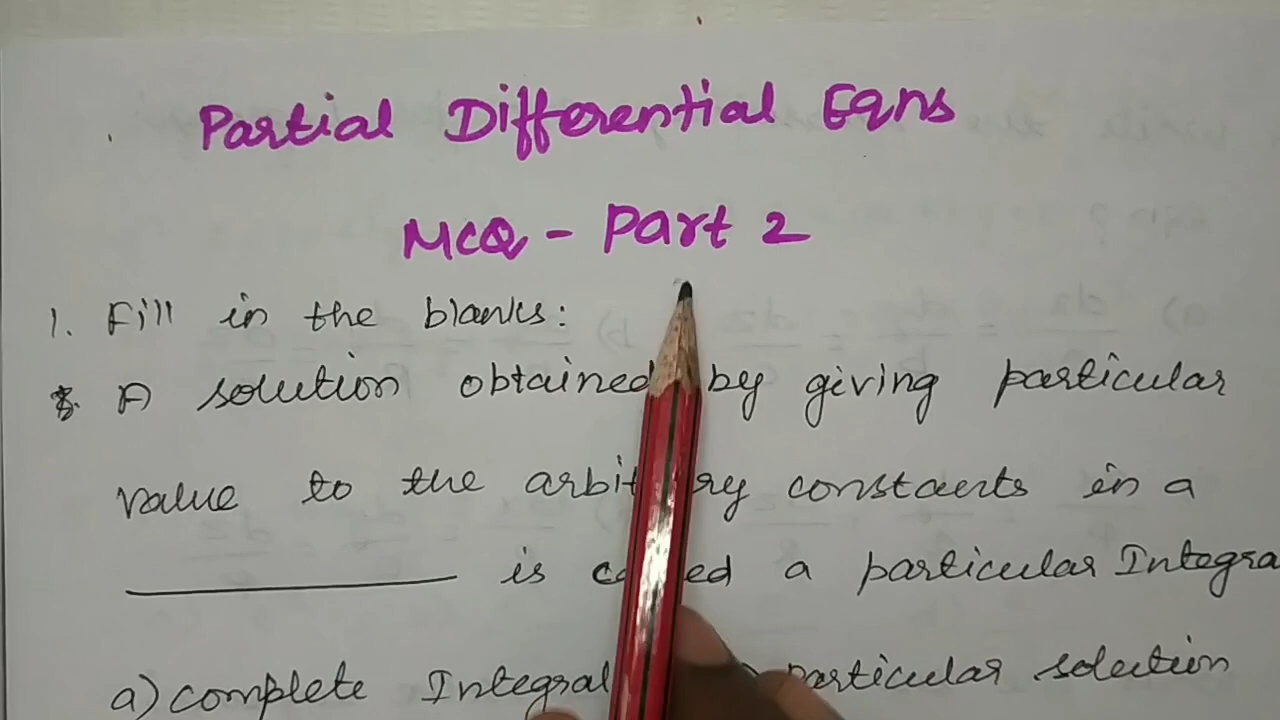 Partial Differential Eqns
MCQ - Part 2
1. Fill in the blanks:
A solution obtained by giving particular
value to the constants in a
is a particular Integra
a) complete Integral particular solution